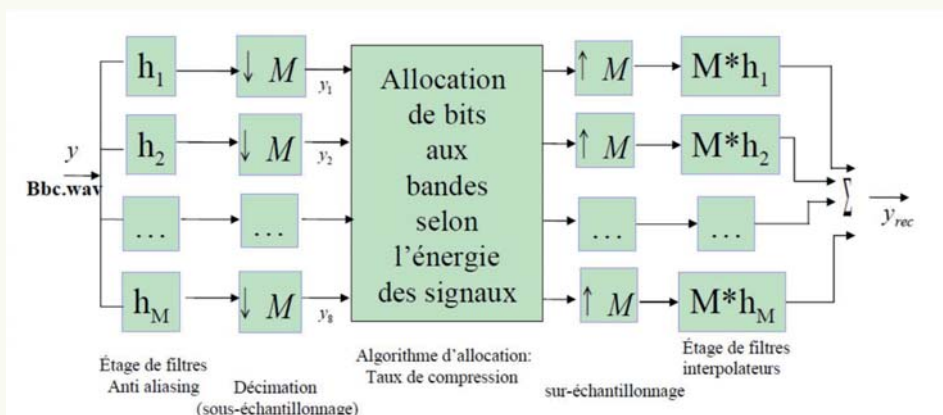 h1
↓ M
y1
Allocation
de bits
aux
bandes
selon
l’énergie
des signaux
↑ M
M*h1
y
Bbc.wav
h2
↓ M
y2
↑ M
M*h2
Σ
yrec
...
...
...
...
hM
↓ M
y8
↑ M
M*hM
Étage de filtres
Anti aliasing
Décimation
(sous-échantillonnage)
Algorithme d’allocation:
Taux de compression
sur-échantillonnage
Étage de filtres
interpolateurs